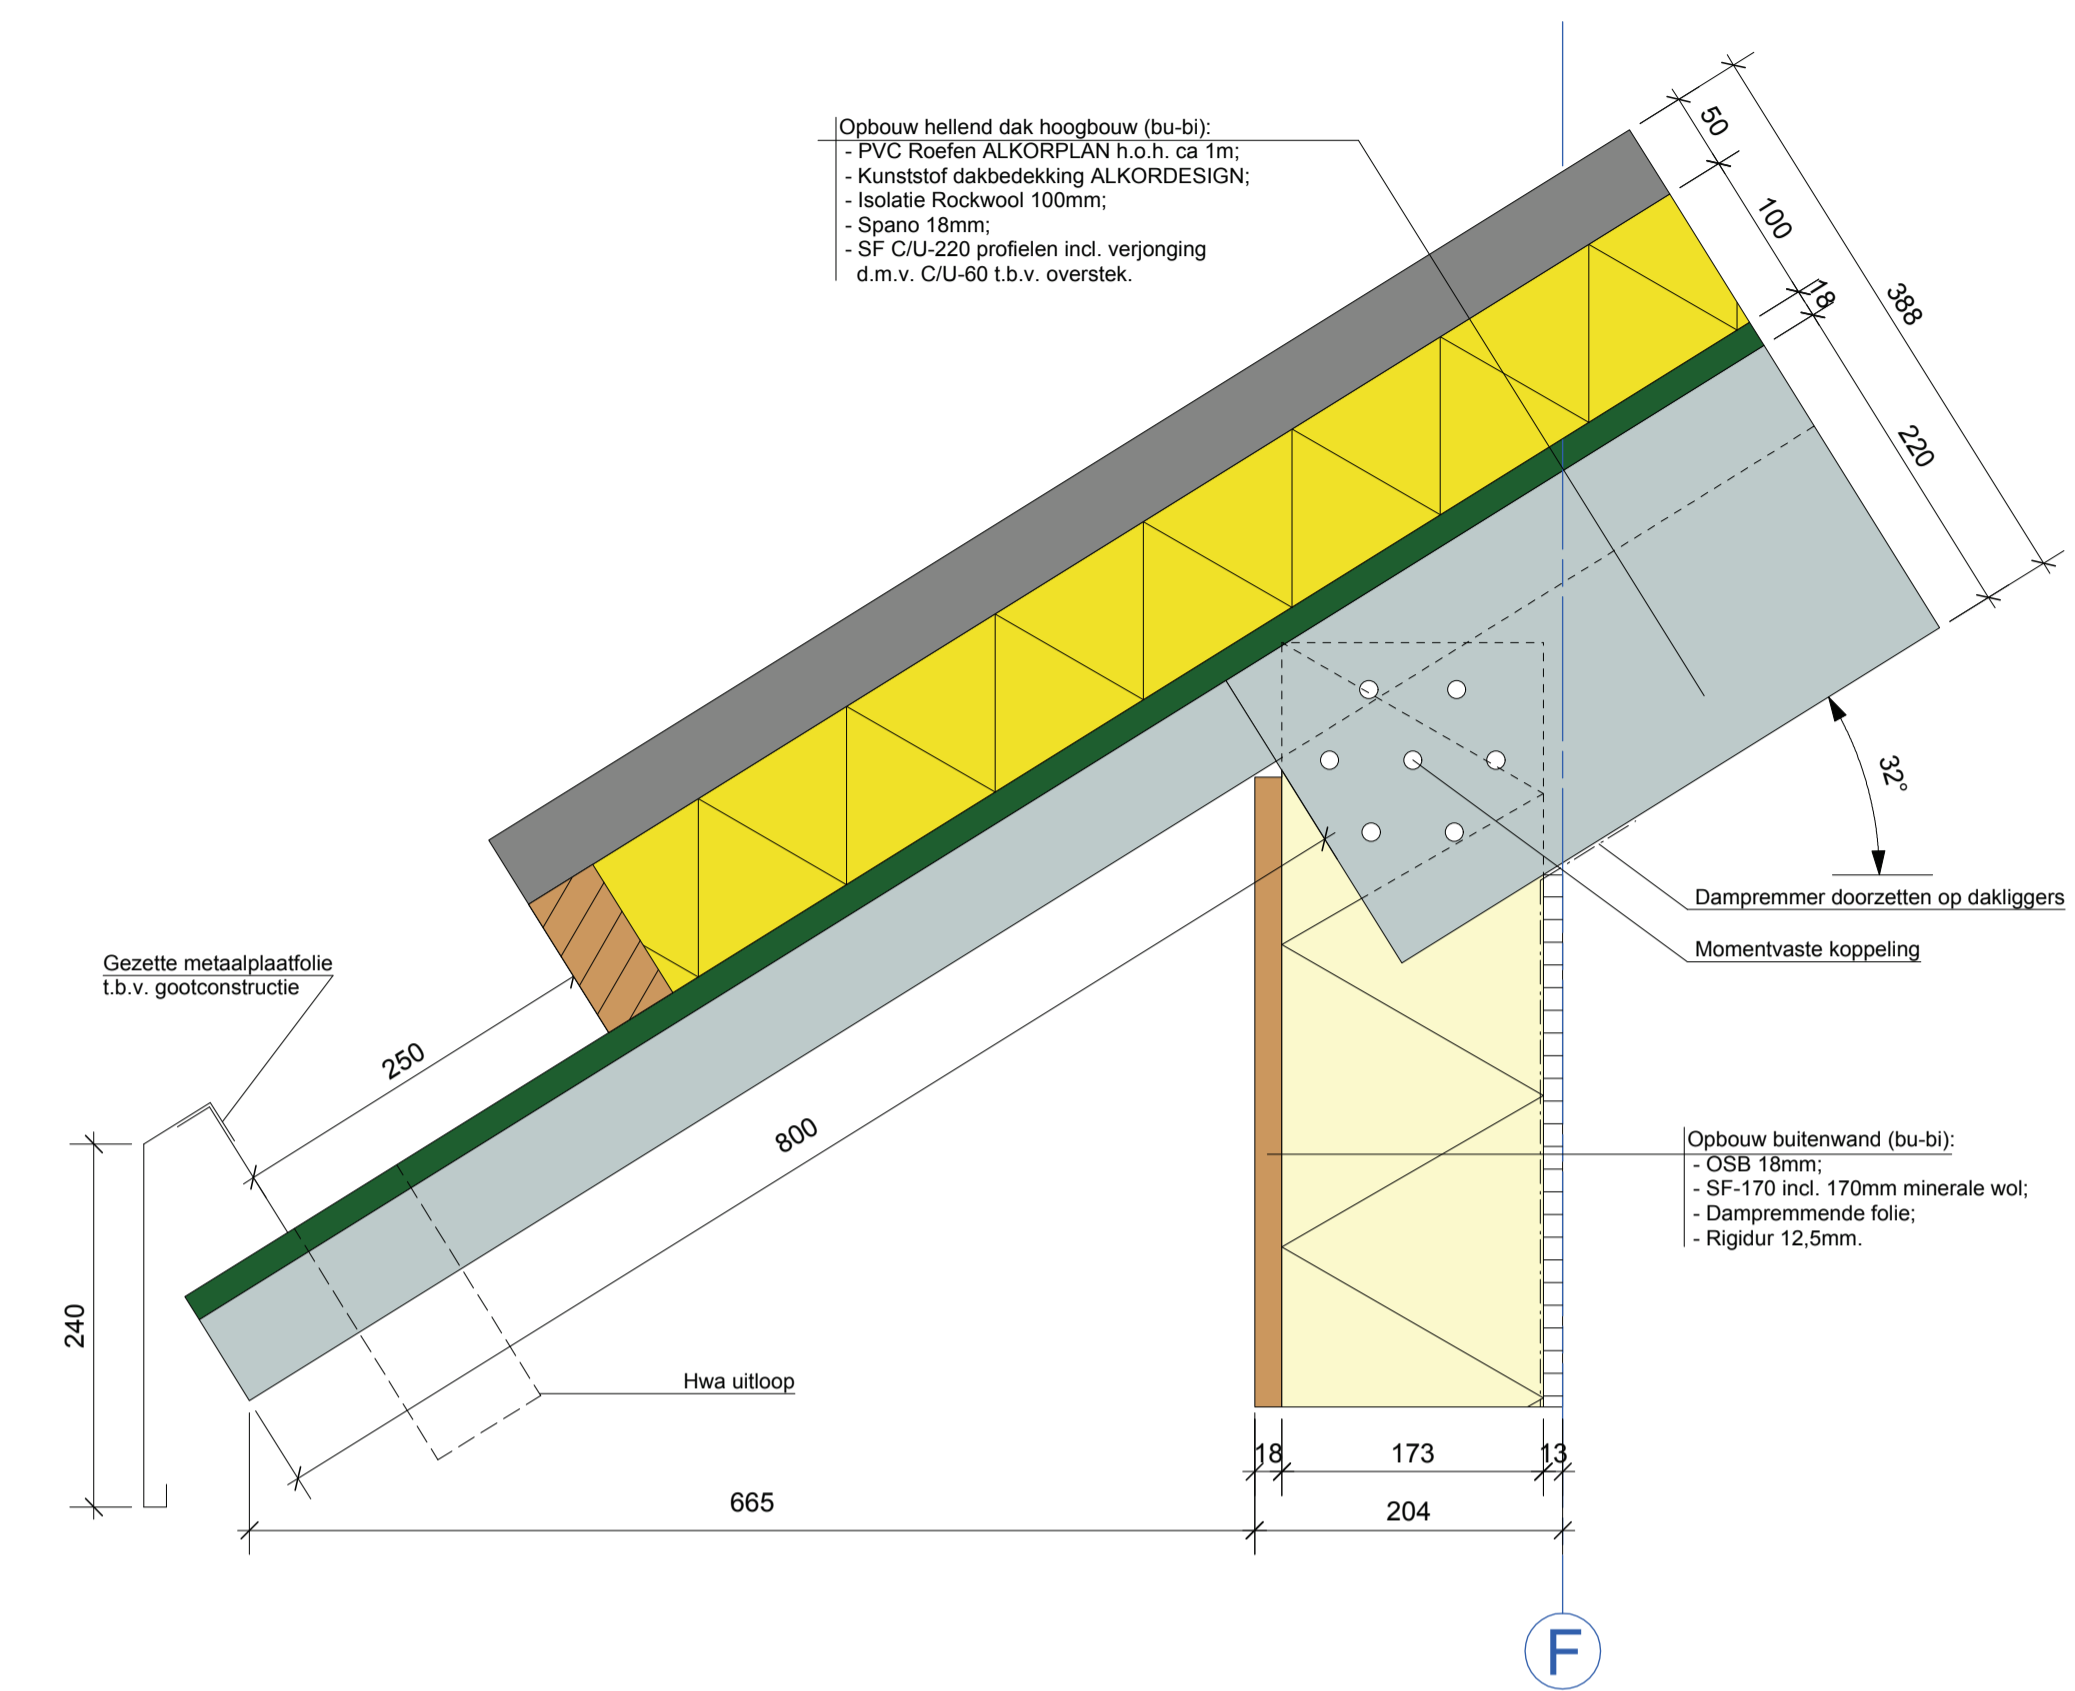 Opbouw hellend dak hoogbouw (bu-bi):
- PVC Roefen ALKORPLAN h.o.h. ca 1m;
- Kunststof dakbedekking ALKORDESIGN;
- Isolatie Rockwool 100mm;
- Spano 18mm;
- SF C/U-220 profielen incl. verjonging
d.m.v. C/U-60 t.b.v. overstek.
50
100
18
388
220
32°
Dampremmer doorzetten op dakliggers
Momentvaste koppeling
Gezette metaalplaatfolie
t.b.v. gootconstructie
250
800
240
Opbouw buitenwand (bu-bi):
- OSB 18mm;
- SF-170 incl. 170mm minerale wol;
- Dampremmende folie;
- Rigidur 12,5mm.
Hwa uitloop
18
173
13
665
204
F